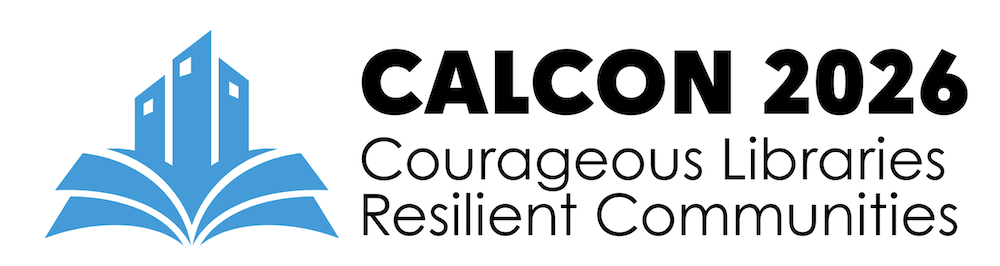 CALCON 2026
Courageous Libraries
Resilient Communities